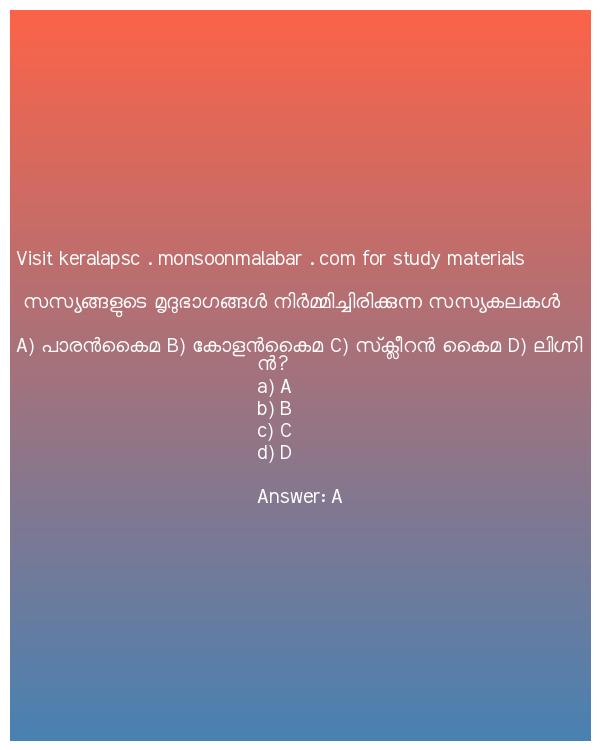 Visit keralapsc . monsoonmalabar . com for study materials
സസ്യങ്ങളുടെ മൃദുഭാഗങ്ങൾ നിർമ്മിച്ചിരിക്കുന്ന സസ്യകലകൾ
A) പാരൻകൈമ B) കോളൻകൈമ C) സ്ക്ലീറൻ കൈമ D) ലിഗ്നി
ൻ?
a) A
b) B
c) C
d) D
Answer: A